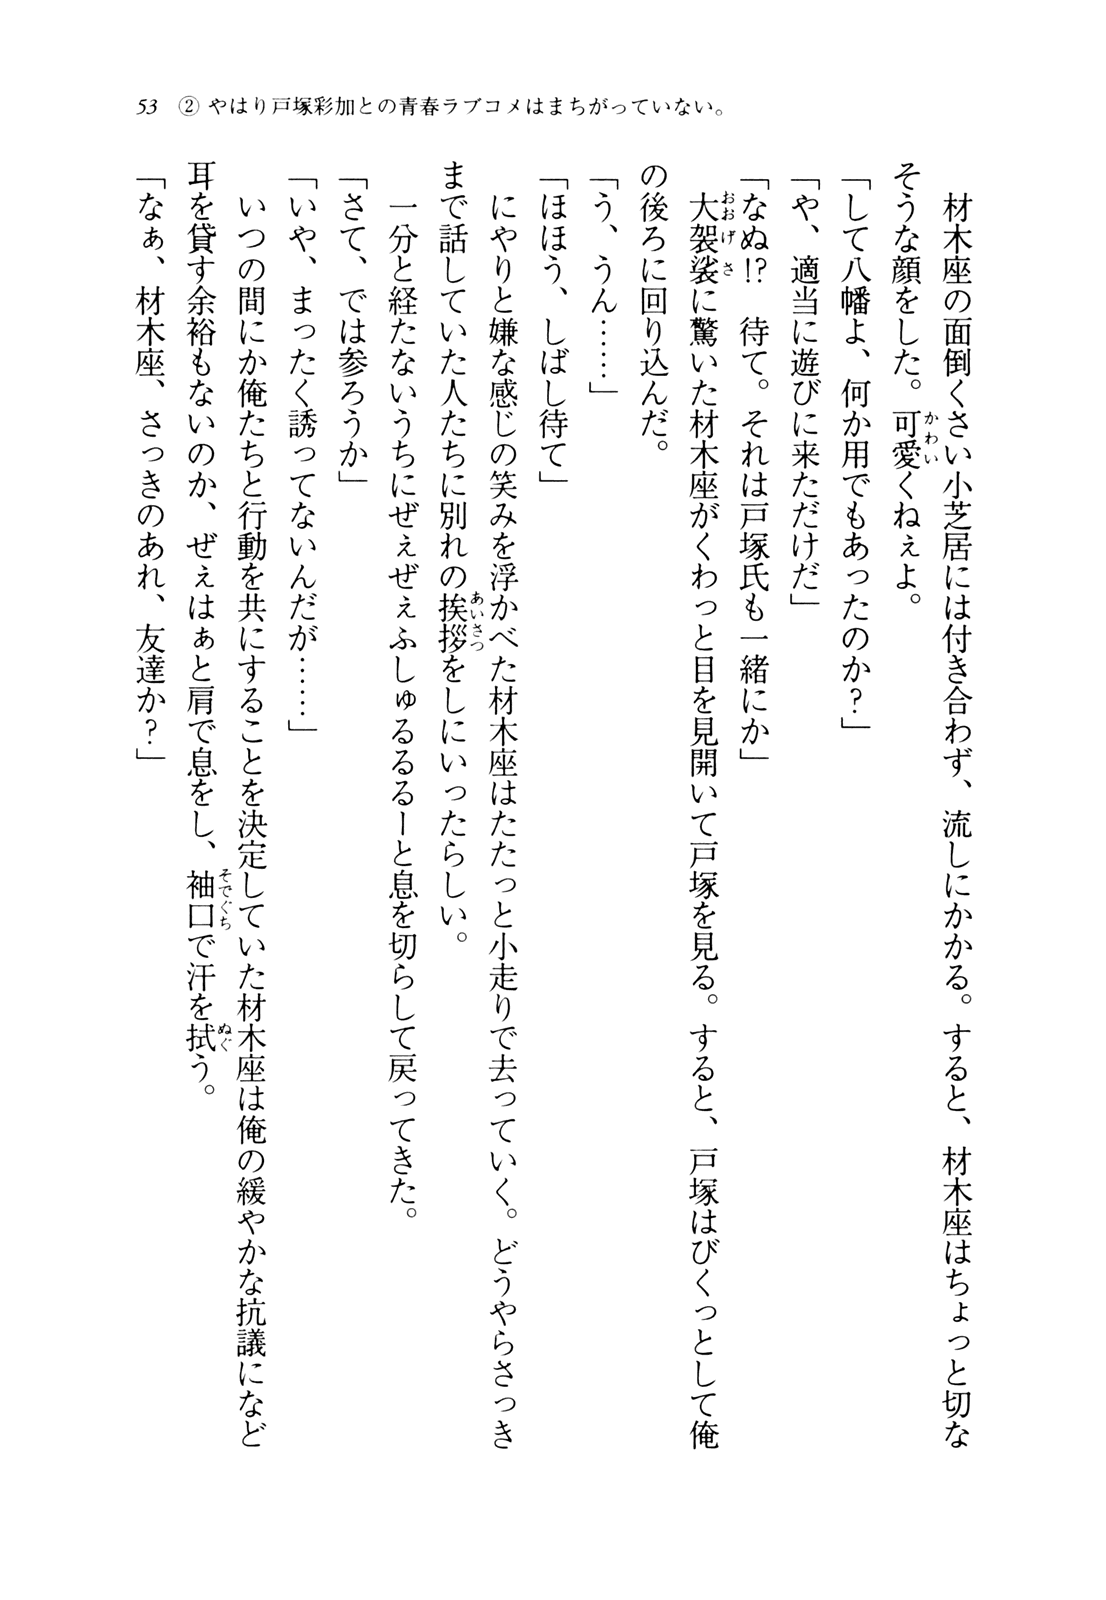 53 ② やはり戸塚彩加との青春ラブコメはまちがっていない。
材木座の面倒くさい小芝居には付き合わず、流しにかかる。すると、材木座はちょっと切な
そうな顔をした。可愛くねぇよ。
「して八幡よ、何か用でもあったのか？」
「や、適当に遊びに来ただけだ」
「なぬ!?　待て。それは戸塚氏も一緒にか」
大袈裟に驚いた材木座がくわっと目を見開いて戸塚を見る。すると、戸塚はびくっとして俺
の後ろに回り込んだ。
「う、うん……」
「ほほう、しばし待て」
にやりと嫌な感じの笑みを浮かべた材木座はたたっと小走りで去っていく。どうやらさっき
まで話していた人たちに別れの挨拶をしにいったらしい。
一分と経たないうちにぜぇぜぇふしゅるるるーと息を切らして戻ってきた。
「さて、では参ろうか」
「いや、まったく誘ってないんだが……」
いつの間にか俺たちと行動を共にすることを決定していた材木座は俺の緩やかな抗議になど
耳を貸す余裕もないのか、ぜぇはぁと肩で息をし、袖口で汗を拭う。
「なぁ、材木座、さっきのあれ、友達か？」